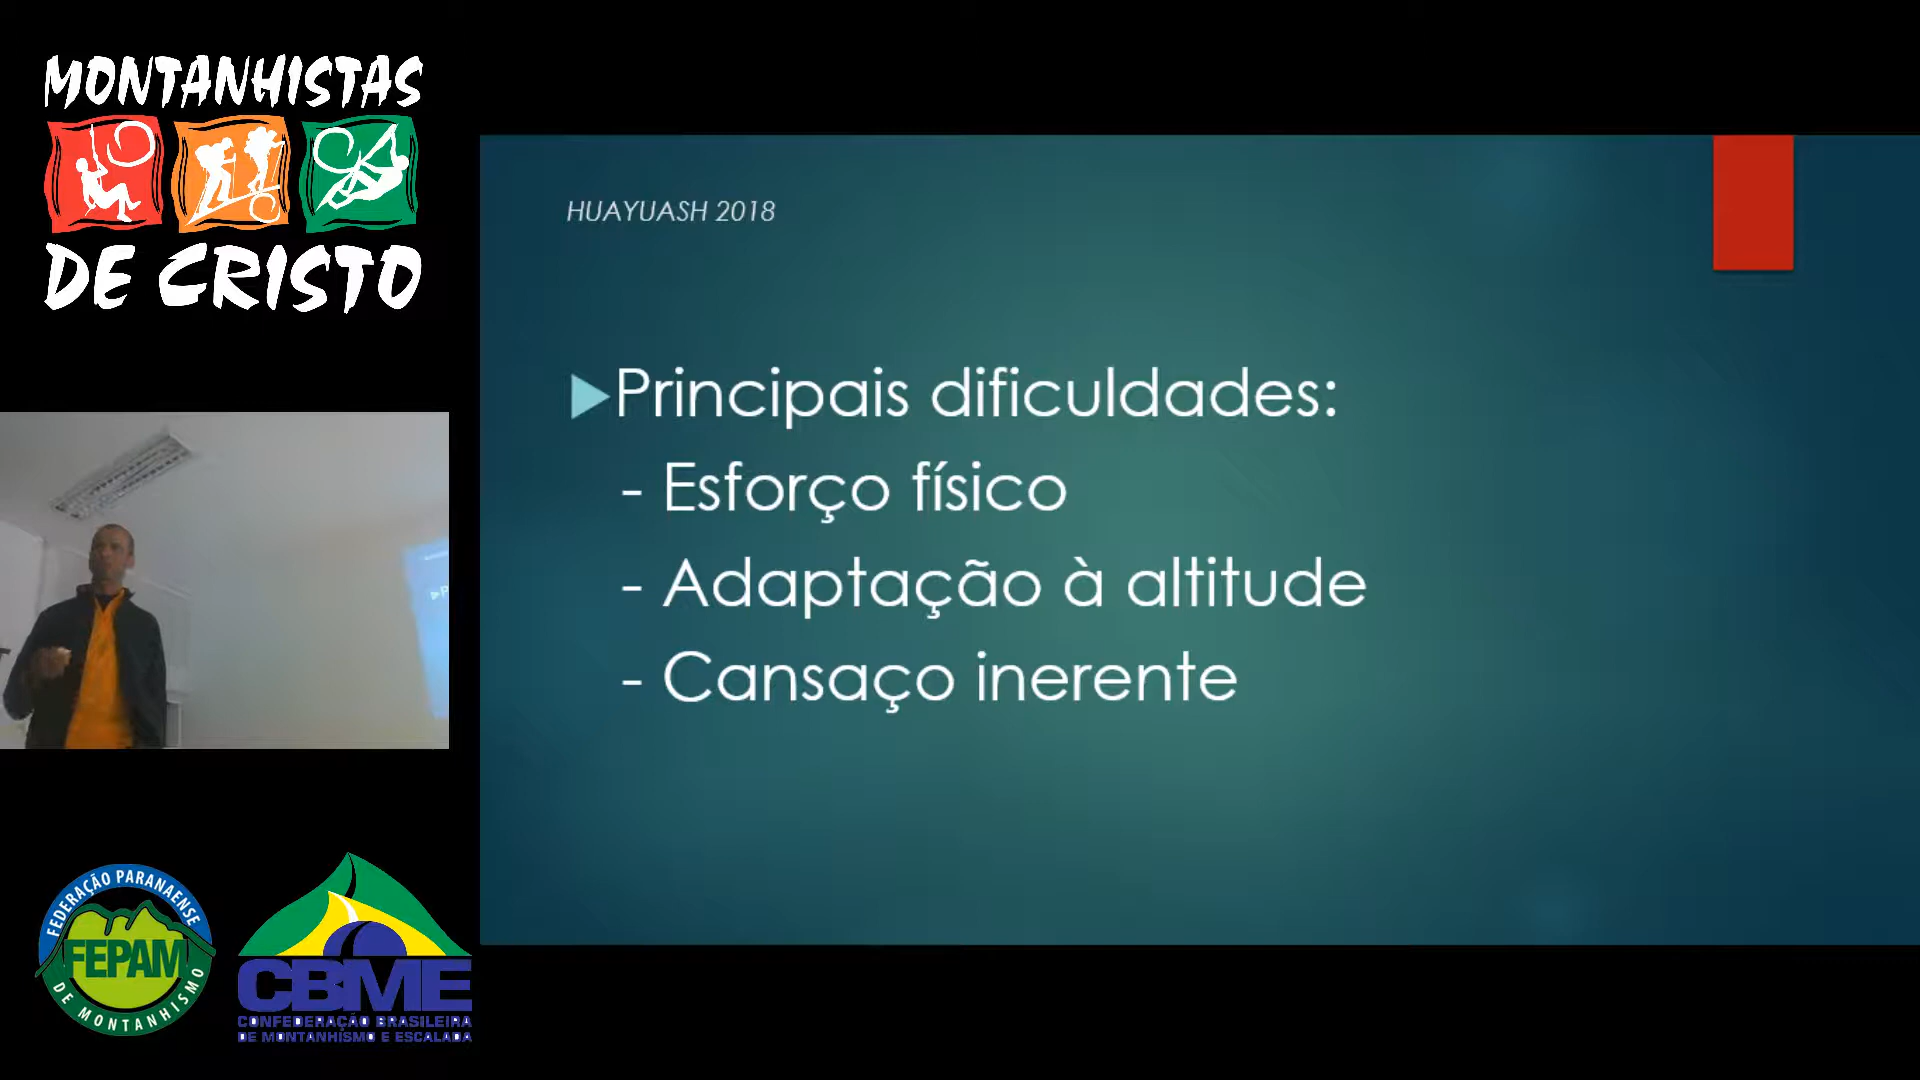 MONTANHISTAS
DE CRISTO
HUAYUASH 2018
Principais dificuldades:
- Esforço físico
- Adaptação à altitude
- Cansaço inerente
FEDERAÇÃO PARANAENSE
FEPAM
DE MONTANHISMO
CBME
CONFEDERAÇÃO BRASILEIRA
DE MONTANHISMO E ESCALADA